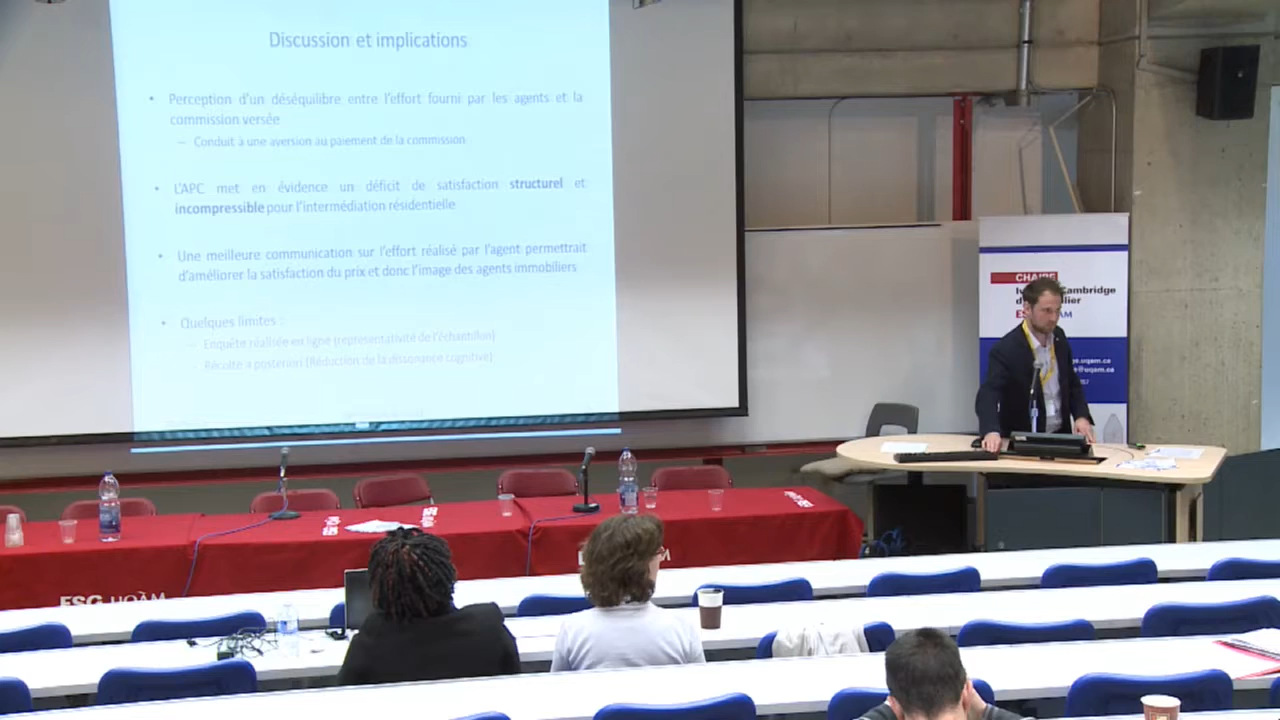 Discussion et implications
• Perception d'un déséquilibre entre l'effort fourni par les agents et la
commission versée
– Conduit à une aversion au paiement de la commission
• L'APC met en évidence un déficit de satisfaction structurel et
incompressible pour l'intermédiation résidentielle
• Une meilleure communication sur l'effort réalisé par l'agent permettrait
d'améliorer la satisfaction du prix et donc l'image des agents immobiliers
• Quelques limites :
– Enquête réalisée en ligne (représentativité de l'échantillon)
– Récolte a posteriori (Réduction de la dissonance cognitive)
CHAIRE
Cambridge
ESG UQAM